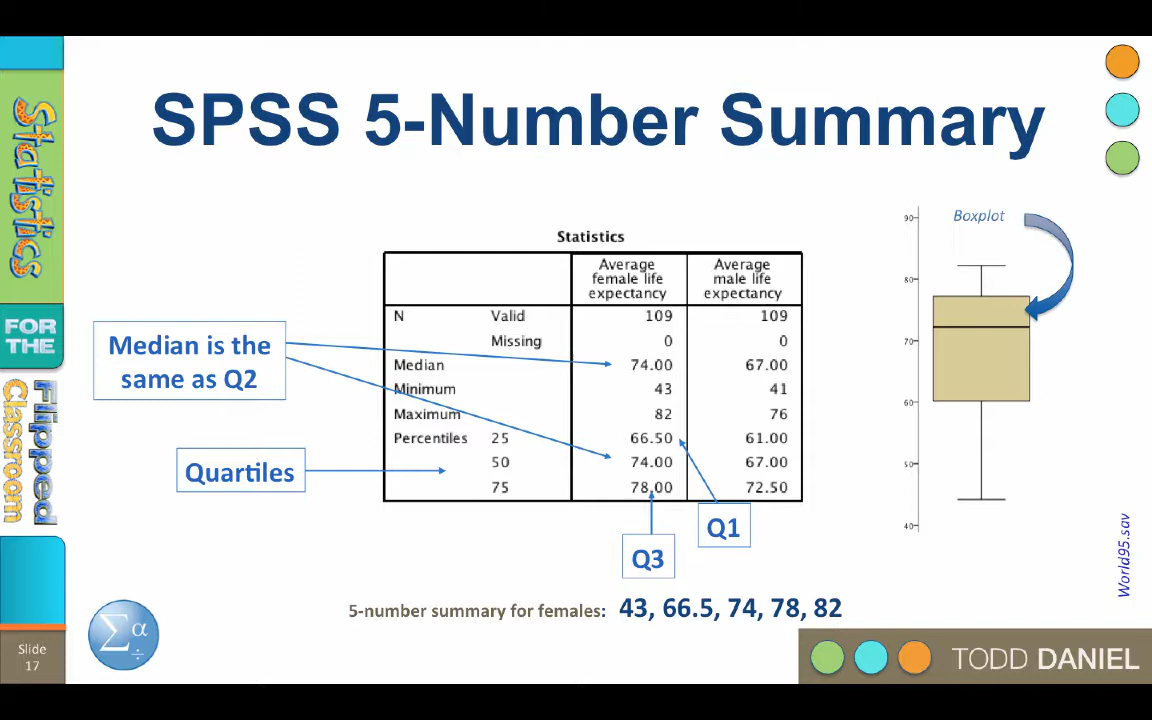 SPSS 5-Number Summary
Statistics
FOR THE
Flipped
Classroom
Boxplot
90
80
70
60
50
40
Statistics
Average female life expectancy
Average male life expectancy
N Valid 109 109
Missing 0 0
Median 74.00 67.00
Minimum 43 41
Maximum 82 76
Percentiles 25 66.50 61.00
50 74.00 67.00
75 78.00 72.50
Median is the
same as Q2
Quartiles
Q1
Q3
5-number summary for females: 43, 66.5, 74, 78, 82
World95.sav
Σ α ÷
Slide
17
TODD DANIEL